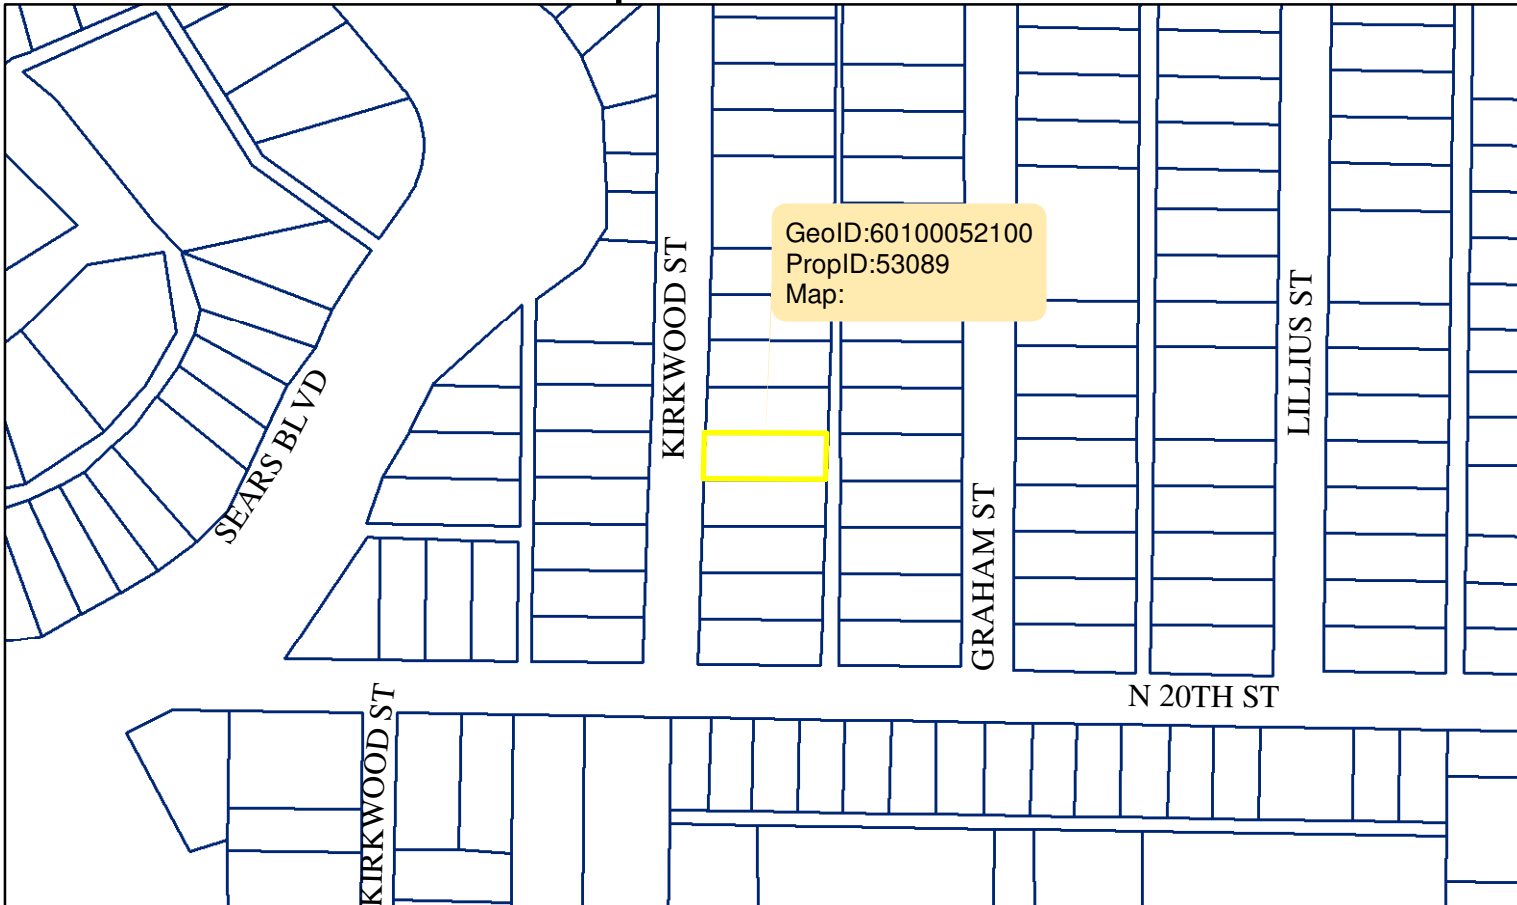 GeoID:60100052100
PropID:53089
Map:
KIRKWOOD ST
LILLIUS ST
SEARS BLVD
GRAHAM ST
N 20TH ST
KIRKWOOD ST